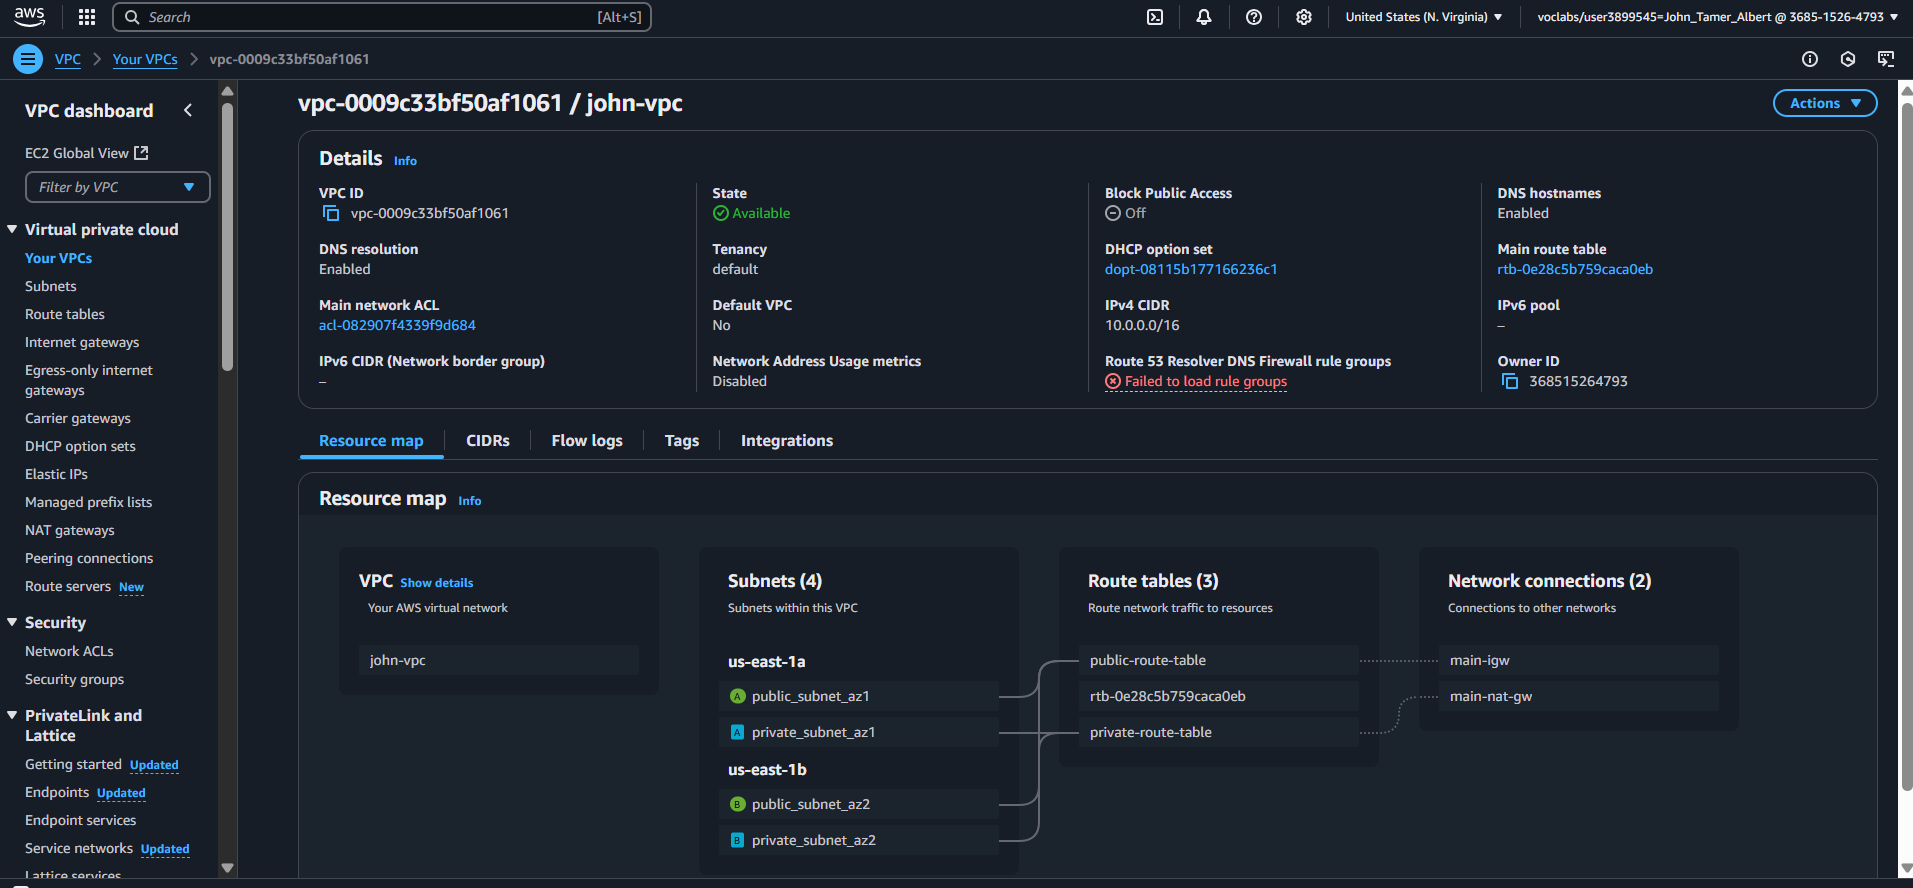 aws
Search [Alt+S]
United States (N. Virginia)
voclabs/user3899545=John_Tamer_Albert @ 3685-1526-4793
VPC
Your VPCs
vpc-0009c33bf50af1061
VPC dashboard
EC2 Global View
Filter by VPC
Virtual private cloud
Your VPCs
Subnets
Route tables
Internet gateways
Egress-only internet
gateways
Carrier gateways
DHCP option sets
Elastic IPs
Managed prefix lists
NAT gateways
Peering connections
Route servers New
Security
Network ACLs
Security groups
PrivateLink and
Lattice
Getting started Updated
Endpoints Updated
Endpoint services
Service networks Updated
Lattice services
vpc-0009c33bf50af1061 / john-vpc
Actions
Details Info
VPC ID
vpc-0009c33bf50af1061
State
Available
Block Public Access
Off
DNS hostnames
Enabled
DNS resolution
Enabled
Tenancy
default
DHCP option set
dopt-08115b177166236c1
Main route table
rtb-0e28c5b759caca0eb
Main network ACL
acl-082907f4339f9d684
Default VPC
No
IPv4 CIDR
10.0.0.0/16
IPv6 pool
–
IPv6 CIDR (Network border group)
–
Network Address Usage metrics
Disabled
Route 53 Resolver DNS Firewall rule groups
Failed to load rule groups
Owner ID
368515264793
Resource map
CIDRs
Flow logs
Tags
Integrations
Resource map Info
VPC Show details
Your AWS virtual network
john-vpc
Subnets (4)
Subnets within this VPC
us-east-1a
A public_subnet_az1
A private_subnet_az1
us-east-1b
B public_subnet_az2
B private_subnet_az2
Route tables (3)
Route network traffic to resources
public-route-table
rtb-0e28c5b759caca0eb
private-route-table
Network connections (2)
Connections to other networks
main-igw
main-nat-gw